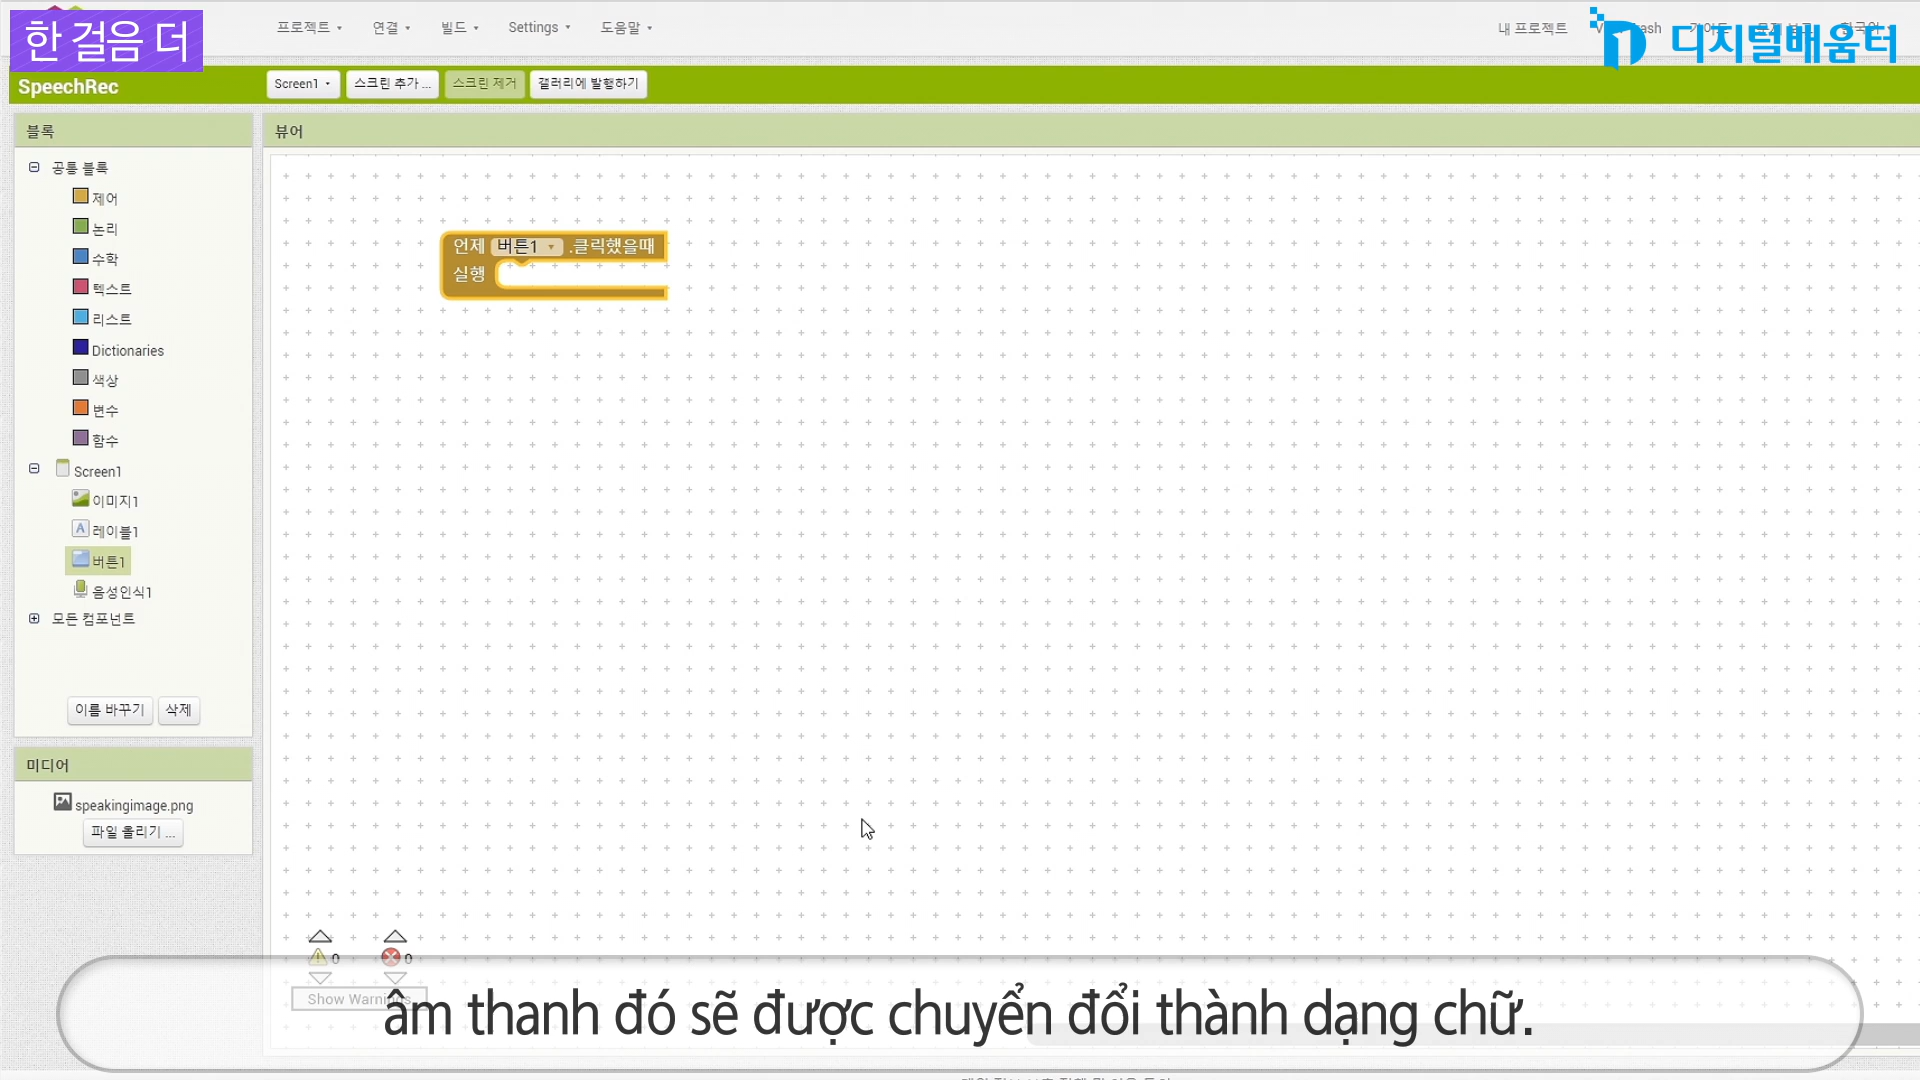 한 걸음 더
프로젝트 연결 빌드 Settings 도움말 내 프로젝트
디지털배움터
SpeechRec
Screen1 스크린 추가 ... 스크린 제거 갤러리에 발행하기
블록
뷰어
공통 블록
제어
논리
수학
텍스트
리스트
Dictionaries
색상
변수
함수
Screen1
이미지1
레이블1
버튼1
음성인식1
모든 컴포넌트
이름 바꾸기 삭제
미디어
speakingimage.png
파일 올리기 ...
언제 버튼1 .클릭했을때
실행
0 0
Show Warnings
âm thanh đó sẽ được chuyển đổi thành dạng chữ.